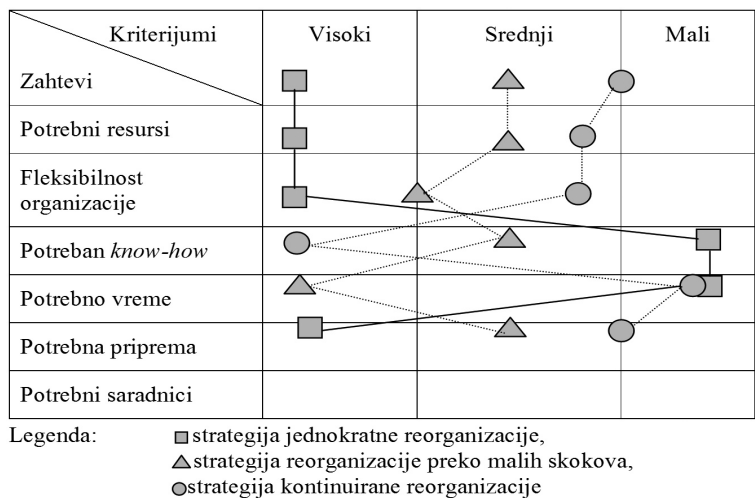 Kriterijumi Visoki Srednji Mali
Zahtevi
Potrebni resursi
Fleksibilnost
organizacije
Potreban know-how
Potrebno vreme
Potrebna priprema
Potrebni saradnici
Legenda: strategija jednokratne reorganizacije,
strategija reorganizacije preko malih skokova,
strategija kontinuirane reorganizacije